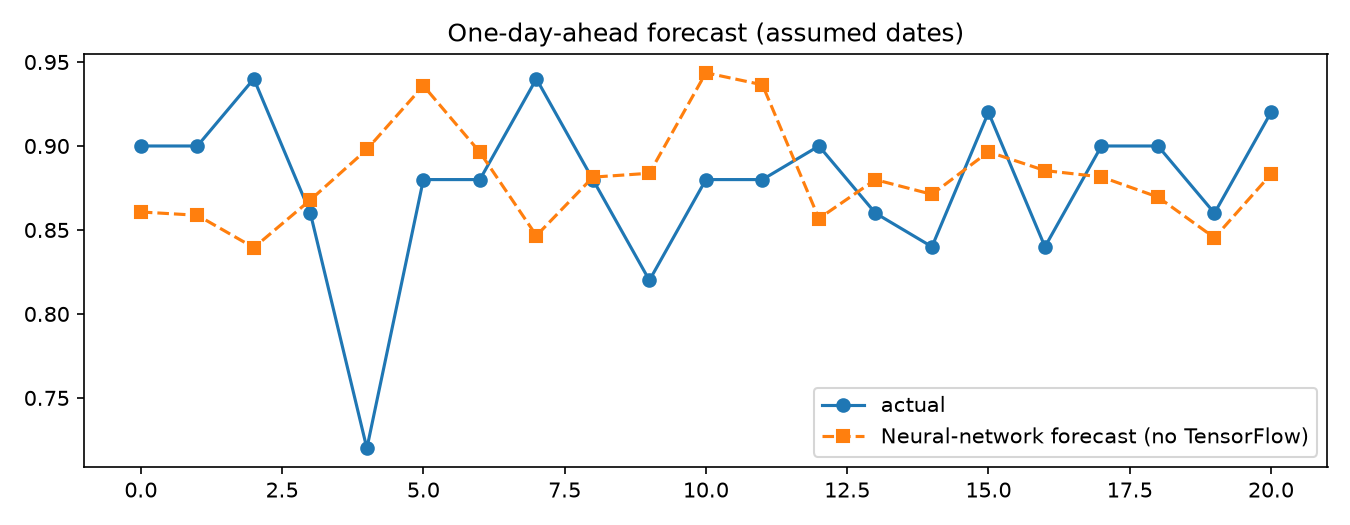 One-day-ahead forecast (assumed dates)
0.95
0.90
0.85
0.80
0.75
actual
Neural-network forecast (no TensorFlow)
0.0 2.5 5.0 7.5 10.0 12.5 15.0 17.5 20.0